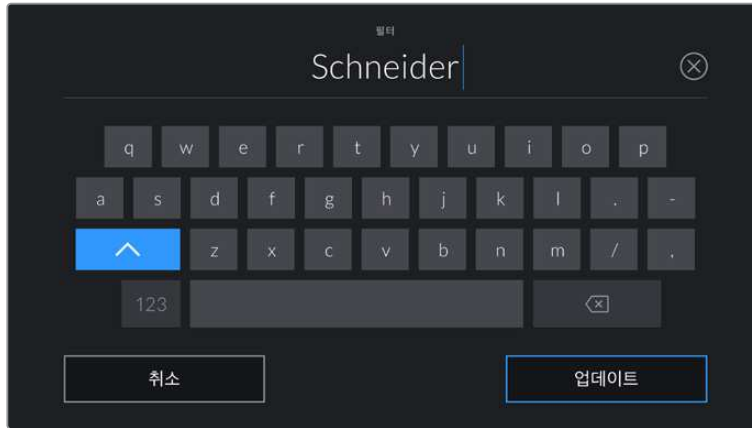 필터
Schneider
q w e r t y u i o p
a s d f g h j k l . -
z x c v b n m / ,
123
취소 업데이트